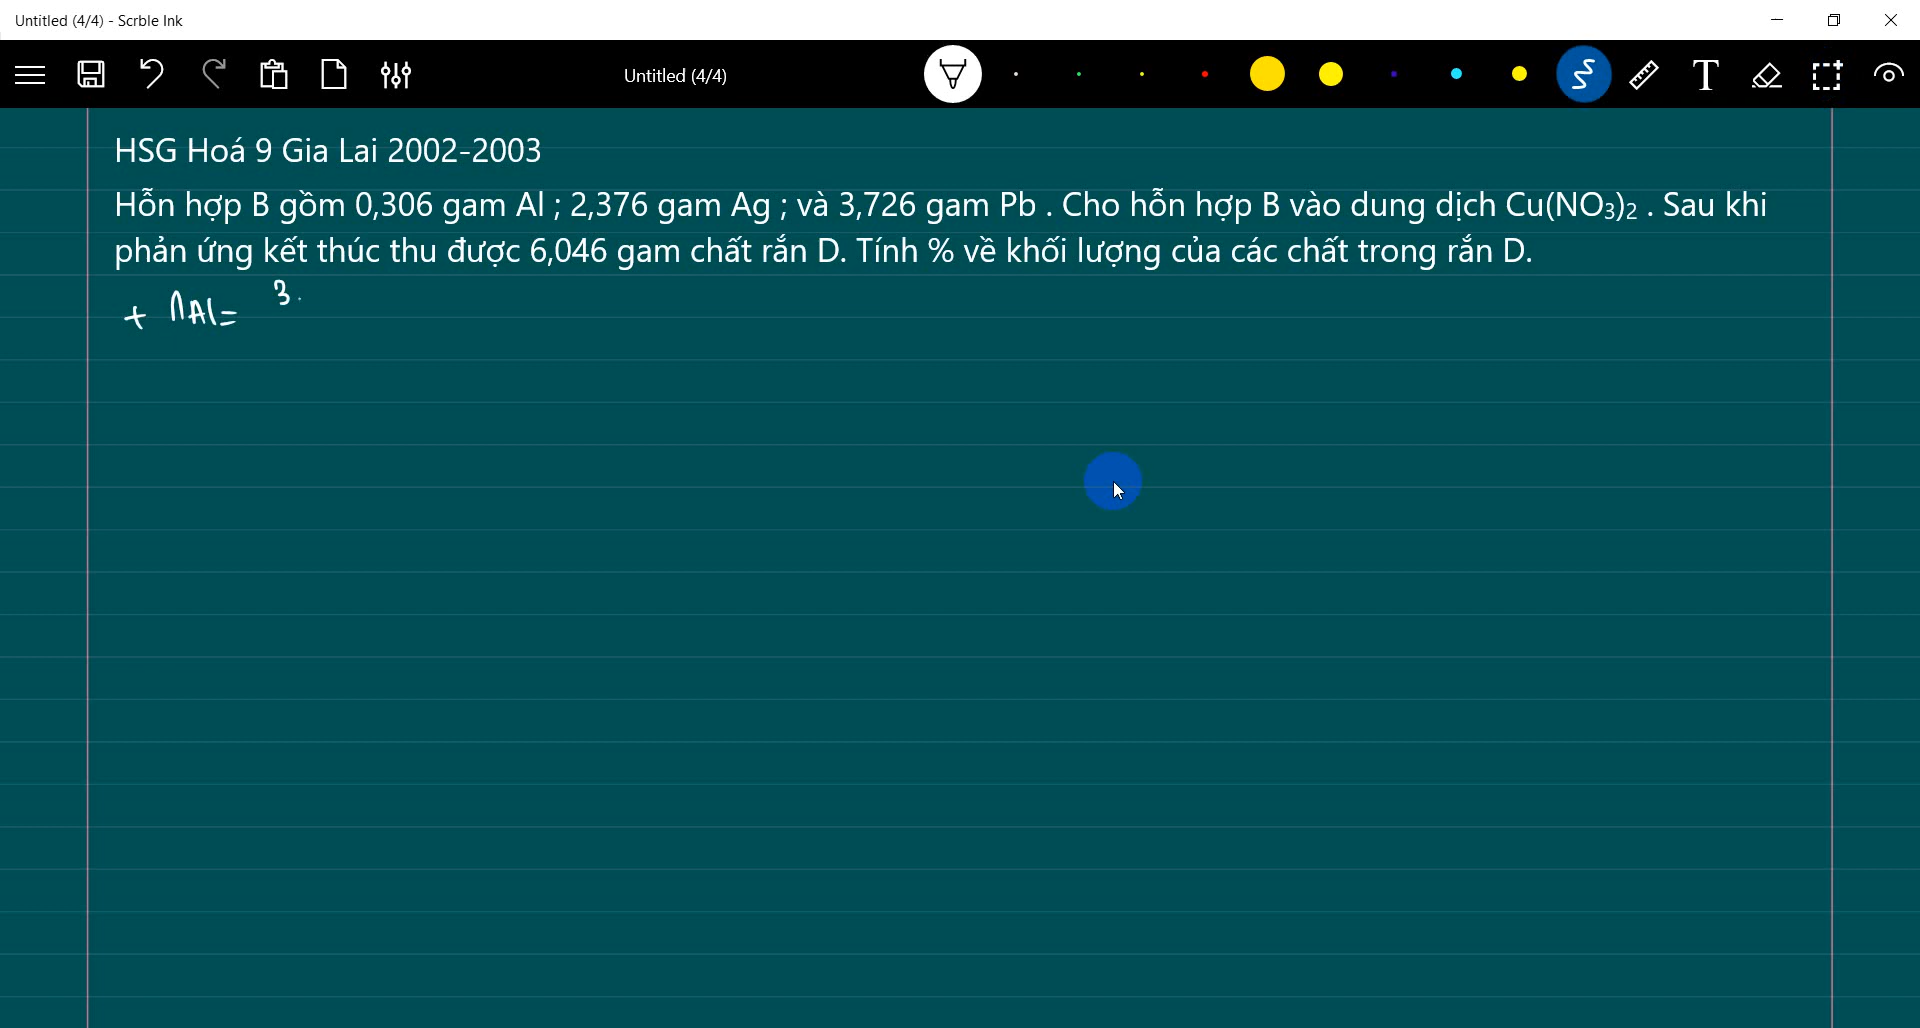 Untitled (4/4) - Scrble Ink
Untitled (4/4)
T
HSG Hoá 9 Gia Lai 2002-2003
Hỗn hợp B gồm 0,306 gam Al ; 2,376 gam Ag ; và 3,726 gam Pb . Cho hỗn hợp B vào dung dịch Cu(NO₃)₂ . Sau khi
phản ứng kết thúc thu được 6,046 gam chất rắn D. Tính % về khối lượng của các chất trong rắn D.
+ nAl= 3.